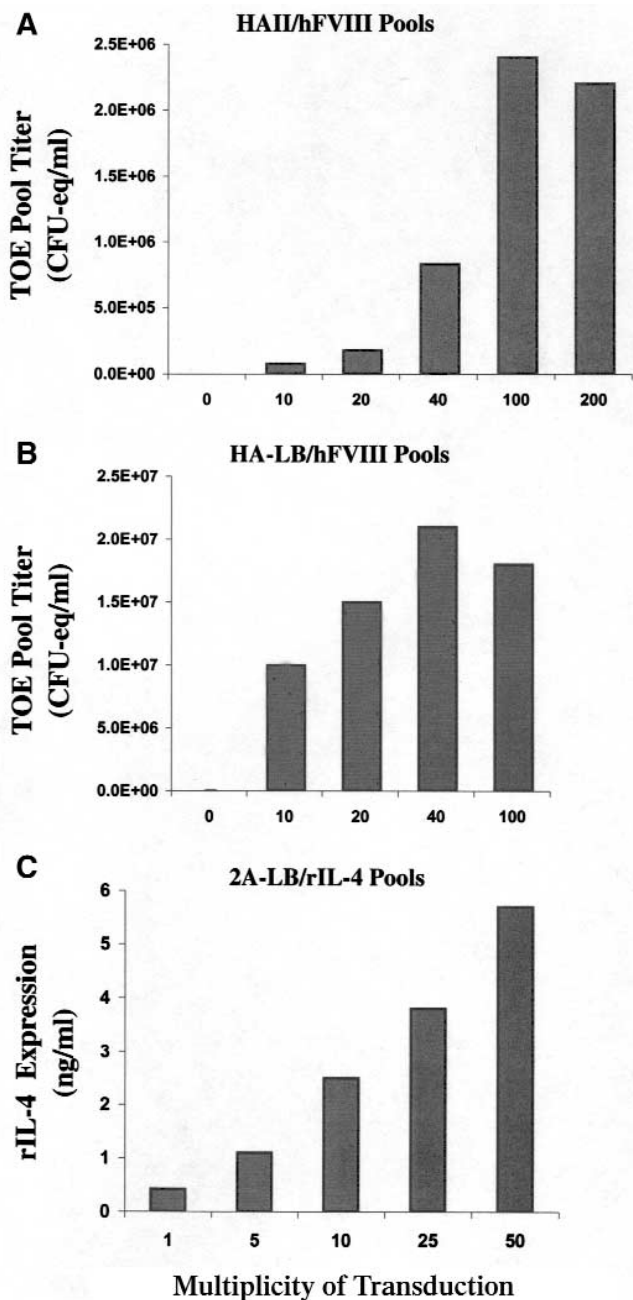 A
HAII/hFVIII Pools
TOE Pool Titer
(CFU-eq/ml)
2.5E+06
2.0E+06
1.5E+06
1.0E+06
5.0E+05
0.0E+00
0 10 20 40 100 200
B
HA-LB/hFVIII Pools
TOE Pool Titer
(CFU-eq/ml)
2.5E+07
2.0E+07
1.5E+07
1.0E+07
5.0E+06
0.0E+00
0 10 20 40 100
C
2A-LB/rIL-4 Pools
rIL-4 Expression
(ng/ml)
6
5
4
3
2
1
0
1 5 10 25 50
Multiplicity of Transduction